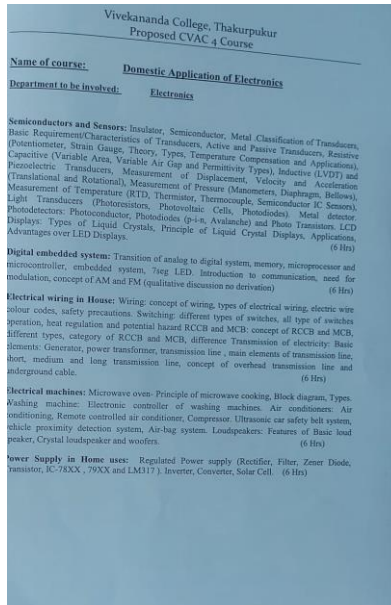 Vivekananda College, Thakurpukur
Proposed CVAC 4 Course
Name of course: Domestic Application of Electronics
Department to be involved: Electronics
Semiconductors and Sensors: Insulator, Semiconductor, Metal .Classification of Transducers,
Basic Requirement/Characteristics of Transducers, Active and Passive Transducers, Resistive
(Potentiometer, Strain Gauge, Theory, Types, Temperature Compensation and Applications),
Capacitive (Variable Area, Variable Air Gap and Permittivity Types), Inductive (LVDT) and
Piezoelectric Transducers, Measurement of Displacement, Velocity and Acceleration
(Translational and Rotational), Measurement of Pressure (Manometers, Diaphragm, Bellows),
Measurement of Temperature (RTD, Thermistor, Thermocouple, Semiconductor IC Sensors),
Light Transducers (Photoresistors, Photovoltaic Cells, Photodiodes). Metal detector.
Photodetectors: Photoconductor, Photodiodes (p-i-n, Avalanche) and Photo Transistors. LCD
Displays: Types of Liquid Crystals, Principle of Liquid Crystal Displays, Applications,
Advantages over LED Displays. (6 Hrs)
Digital embedded system: Transition of analog to digital system, memory, microprocessor and
microcontroller, embedded system, 7seg LED. Introduction to communication, need for
modulation, concept of AM and FM (qualitative discussion no derivation) (6 Hrs)
Electrical wiring in House: Wiring: concept of wiring, types of electrical wiring, electric wire
colour codes, safety precautions. Switching: different types of switches, all type of switches
operation, heat regulation and potential hazard RCCB and MCB: concept of RCCB and MCB,
different types, category of RCCB and MCB, difference Transmission of electricity: Basic
elements: Generator, power transformer, transmission line , main elements of transmission line,
short, medium and long transmission line, concept of overhead transmission line and
underground cable. (6 Hrs)
Electrical machines: Microwave oven- Principle of microwave cooking, Block diagram, Types.
Washing machine: Electronic controller of washing machines. Air conditioners: Air
conditioning, Remote controlled air conditioner, Compressor. Ultrasonic car safety belt system,
vehicle proximity detection system, Air-bag system. Loudspeakers: Features of Basic loud
speaker, Crystal loudspeaker and woofers. (6 Hrs)
Power Supply in Home uses: Regulated Power supply (Rectifier, Filter, Zener Diode,
Transistor, IC-78XX , 79XX and LM317 ). Inverter, Converter, Solar Cell. (6 Hrs)